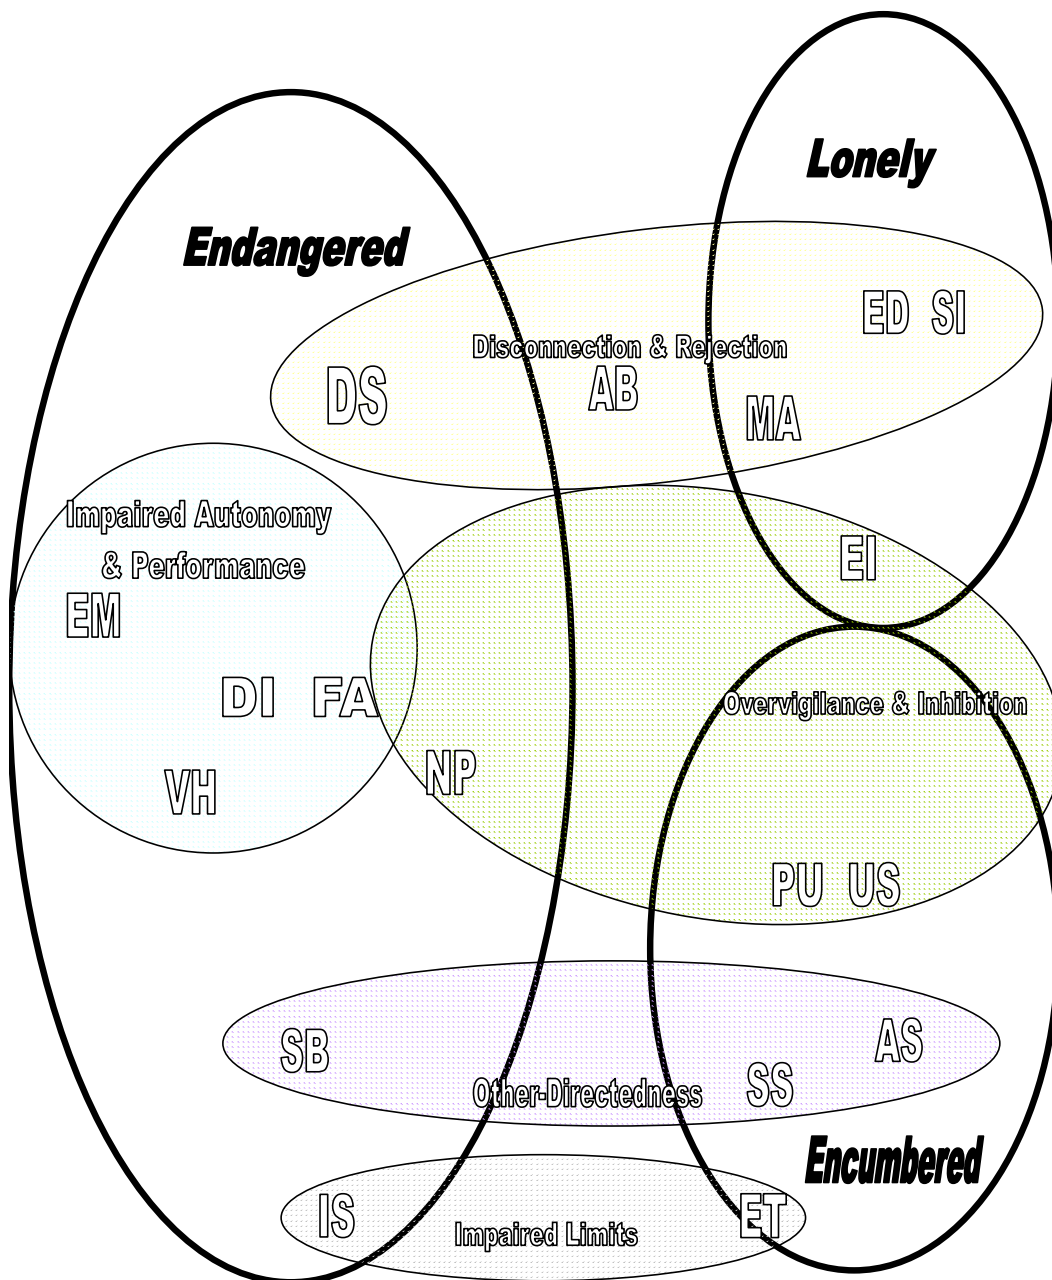 Lonely
Endangered
ED SI
Disconnection & Rejection
DS
AB
MA
Impaired Autonomy
& Performance
EI
EM
DI FA
Overvigilance & Inhibition
NP
VH
PU US
SB
AS
SS
Other-Directedness
Encumbered
IS
ET
Impaired Limits